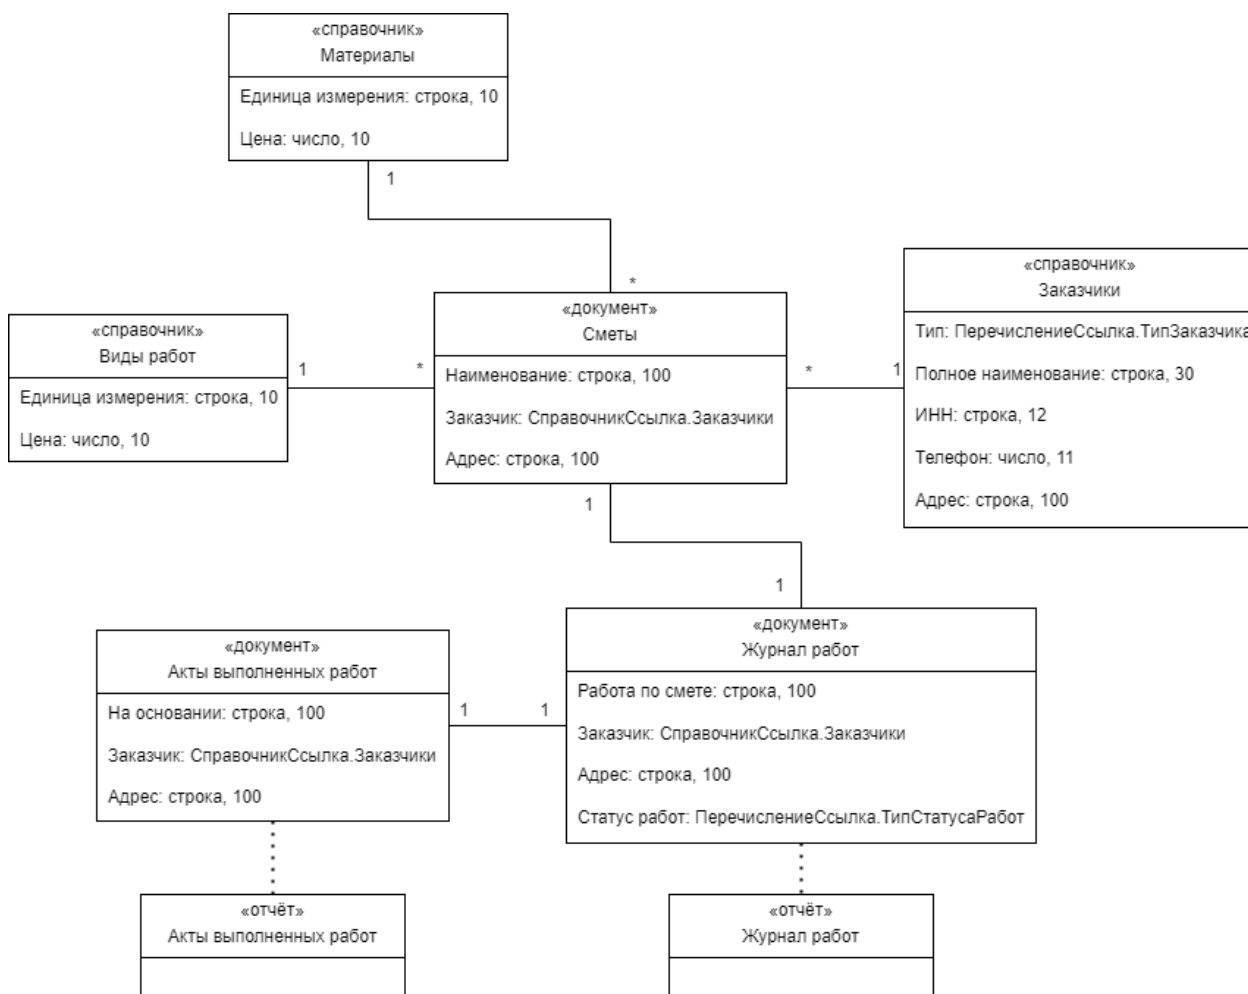 «справочник»
Материалы
Единица измерения: строка, 10
Цена: число, 10
1
*
«справочник»
Виды работ
Единица измерения: строка, 10
Цена: число, 10
1
*
«документ»
Сметы
Наименование: строка, 100
Заказчик: СправочникСсылка.Заказчики
Адрес: строка, 100
*
1
«справочник»
Заказчики
Тип: ПеречислениеСсылка.ТипЗаказчика
Полное наименование: строка, 30
ИНН: строка, 12
Телефон: число, 11
Адрес: строка, 100
1
1
«документ»
Акты выполненных работ
На основании: строка, 100
Заказчик: СправочникСсылка.Заказчики
Адрес: строка, 100
1
1
«документ»
Журнал работ
Работа по смете: строка, 100
Заказчик: СправочникСсылка.Заказчики
Адрес: строка, 100
Статус работ: ПеречислениеСсылка.ТипСтатусаРабот
«отчёт»
Акты выполненных работ
«отчёт»
Журнал работ